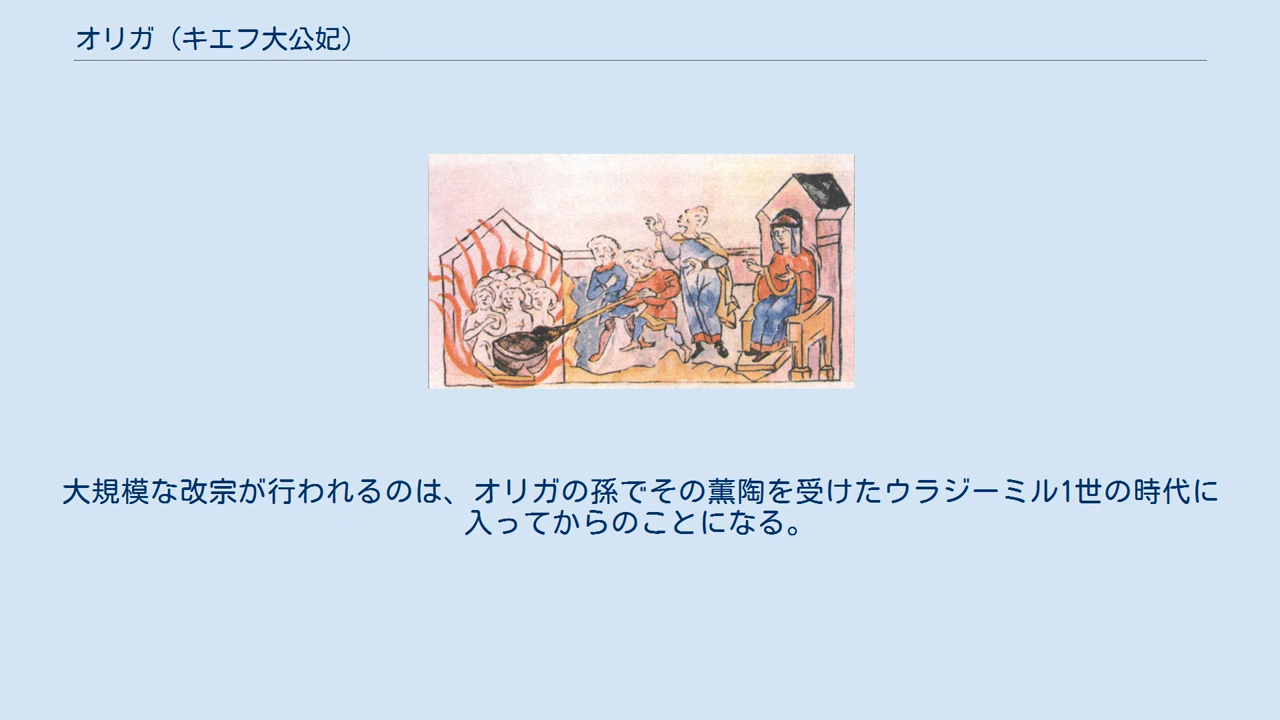 オリガ（キエフ大公妃）
大規模な改宗が行われるのは、オリガの孫でその薫陶を受けたウラジーミル1世の時代に
入ってからのことになる。